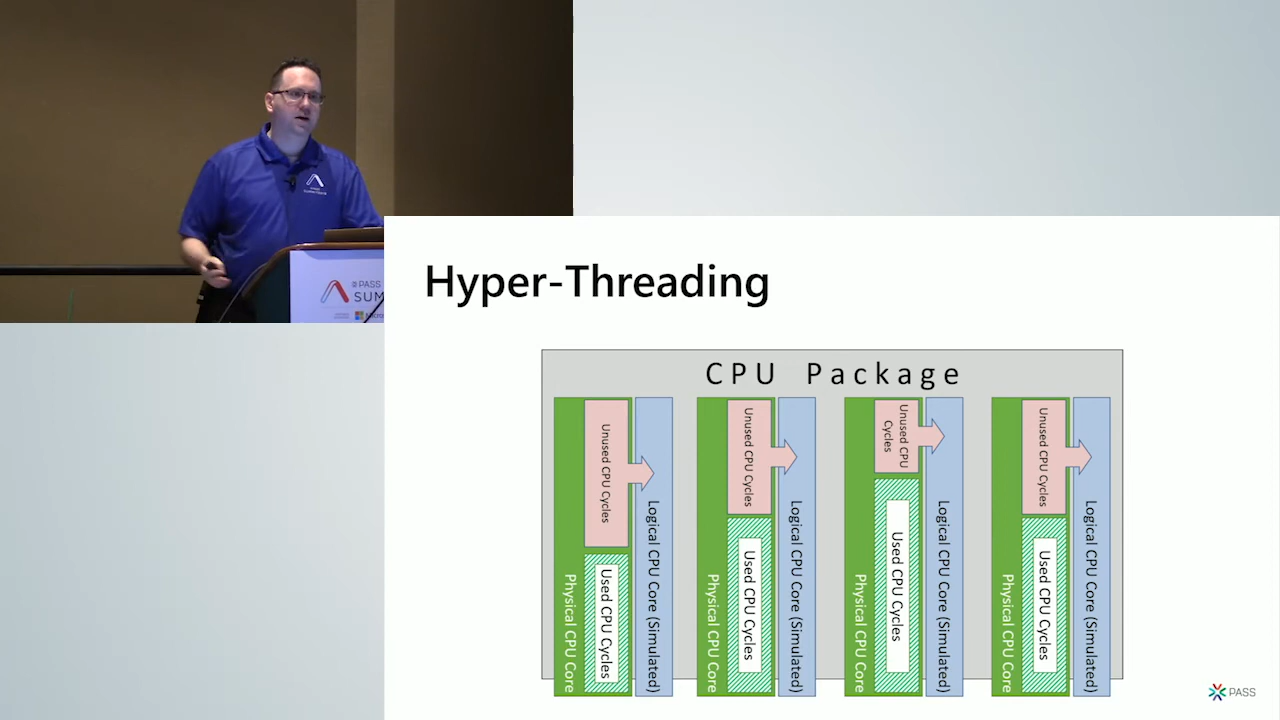 PASS
SUM
Hyper-Threading
CPU Package
Unused CPU Cycles
Used CPU Cycles
Physical CPU Core
Logical CPU Core (Simulated)
Unused CPU Cycles
Used CPU Cycles
Physical CPU Core
Logical CPU Core (Simulated)
Unused CPU
Cycles
Used CPU Cycles
Physical CPU Core
Logical CPU Core (Simulated)
Unused CPU Cycles
Used CPU Cycles
Physical CPU Core
Logical CPU Core (Simulated)
PASS